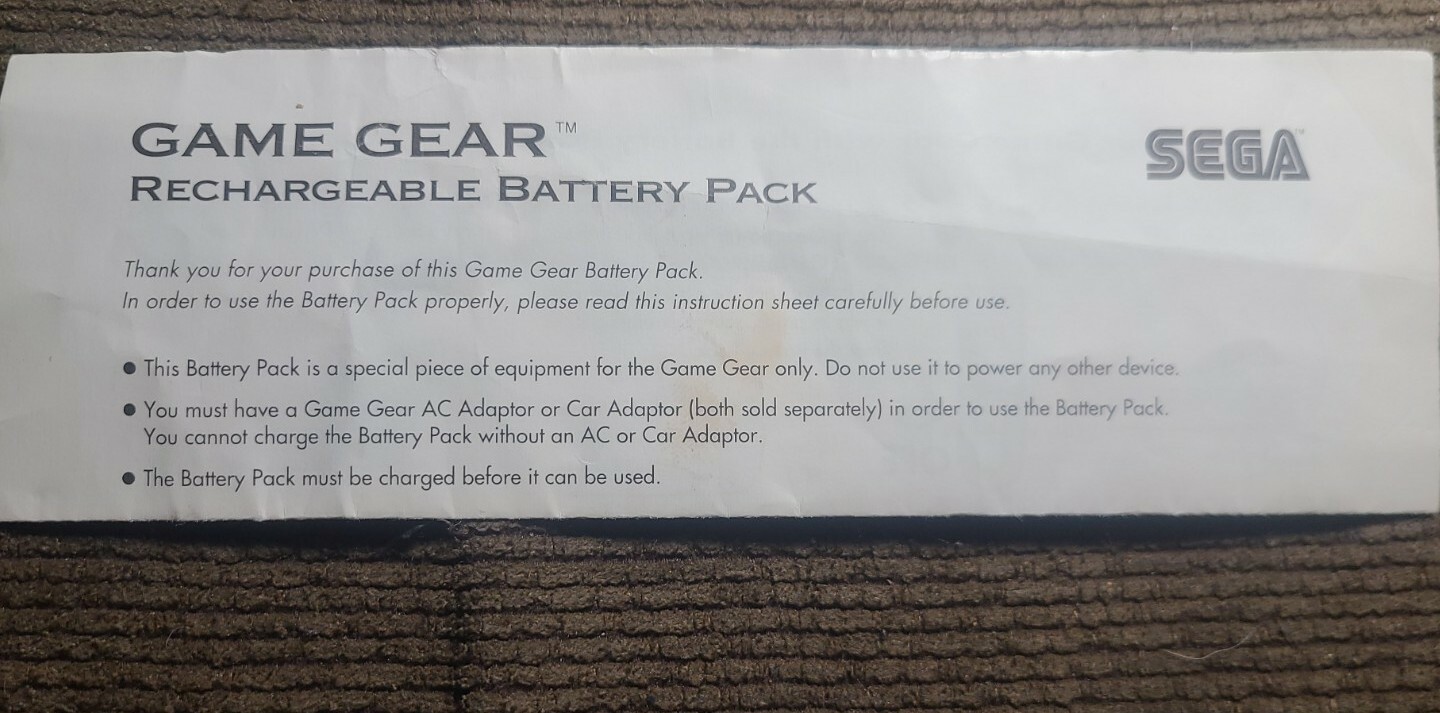 GAME GEAR™
SEGA™
RECHARGEABLE BATTERY PACK
Thank you for your purchase of this Game Gear Battery Pack.
In order to use the Battery Pack properly, please read this instruction sheet carefully before use.
● This Battery Pack is a special piece of equipment for the Game Gear only. Do not use it to power any other device.
● You must have a Game Gear AC Adaptor or Car Adaptor (both sold separately) in order to use the Battery Pack.
You cannot charge the Battery Pack without an AC or Car Adaptor.
● The Battery Pack must be charged before it can be used.